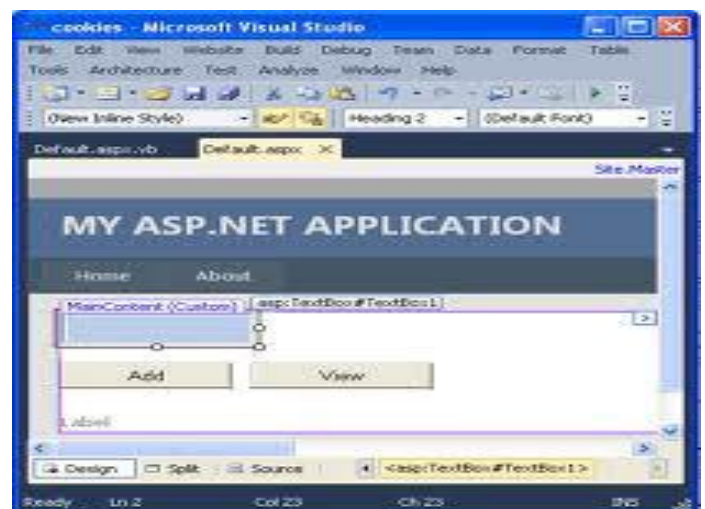 cookies - Microsoft Visual Studio
File Edit View Website Build Debug Team Data Format Table
Tools Architecture Test Analyze Window Help
(New Inline Style) Heading 2 (Default Font)
Default.aspx.vb Default.aspx
Site.Master
MY ASP.NET APPLICATION
Home About
MainContent (Custom) asp:TextBox#TextBox1
Add View
Label
Design Split Source <asp:TextBox#TextBox1>
Ready Ln 2 Col 23 Ch 23 INS